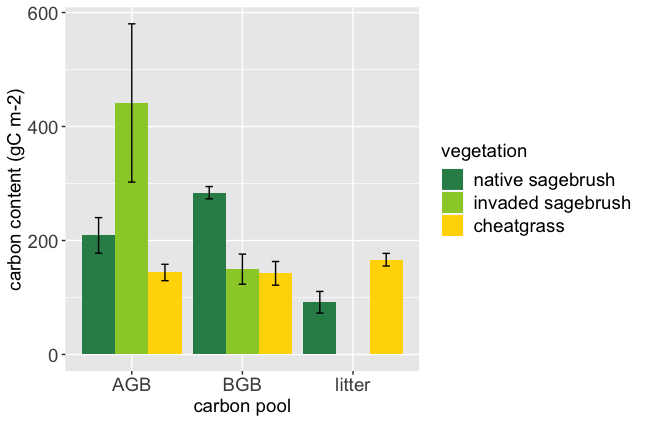 600
400
200
0
carbon content (gC m-2)
AGB
BGB
litter
carbon pool
vegetation
native sagebrush
invaded sagebrush
cheatgrass